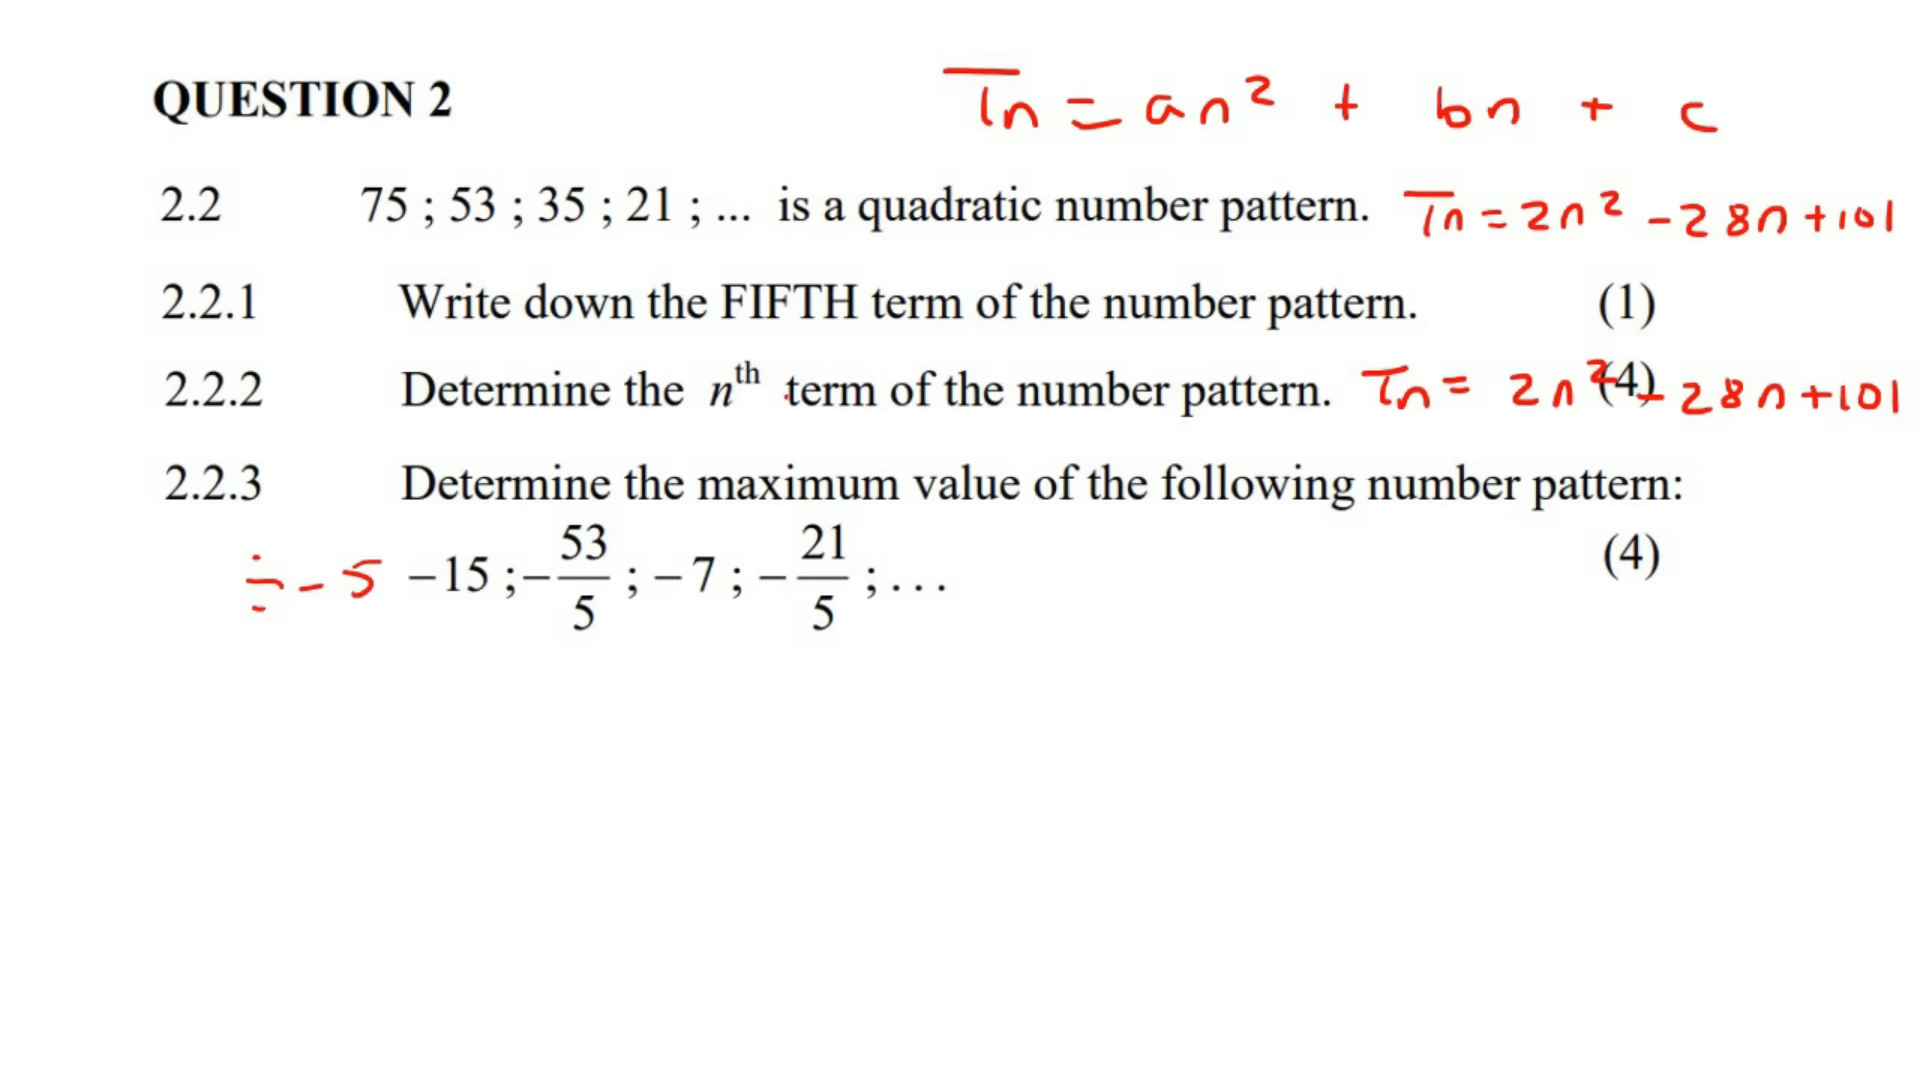 QUESTION 2 Tn = an² + bn + c
2.2 75 ; 53 ; 35 ; 21 ; ... is a quadratic number pattern. Tn = 2n² - 28n + 101
2.2.1 Write down the FIFTH term of the number pattern. (1)
2.2.2 Determine the nᵗʰ term of the number pattern. (4) Tn = 2n² - 28n + 101
2.2.3 Determine the maximum value of the following number pattern:
÷ - 5 −15 ; −53/5 ; −7 ; −21/5 ; ... (4)